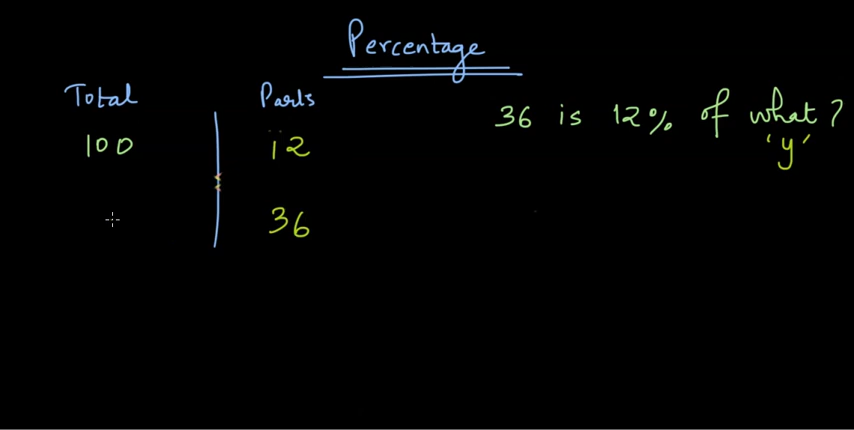 Percentage
Total Parts
36 is 12% of what?
100 12
'y'
36